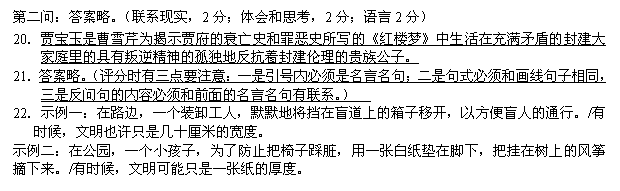 第二问：答案略。（联系现实，2 分；体会和思考，2 分；语言 2 分）
20．贾宝玉是曹雪芹为揭示贾府的衰亡史和罪恶史所写的《红楼梦》中生活在充满矛盾的封建大
家庭里的具有叛逆精神的孤独地反抗着封建伦理的贵族公子。
21．答案略。（评分时有三点要注意：一是引号内必须是名言名句；二是句式必须和画线句子相同，
三是反问句的内容必须和前面的名言名句有联系。）
22．示例一：在路边，一个装卸工人，默默地将挡在盲道上的箱子移开，以方便盲人的通行。/有
时候，文明也许只是几十厘米的宽度。
示例二：在公园，一个小孩子，为了防止把椅子踩脏，用一张白纸垫在脚下，把挂在树上的风筝
摘下来。/有时候，文明可能只是一张纸的厚度。